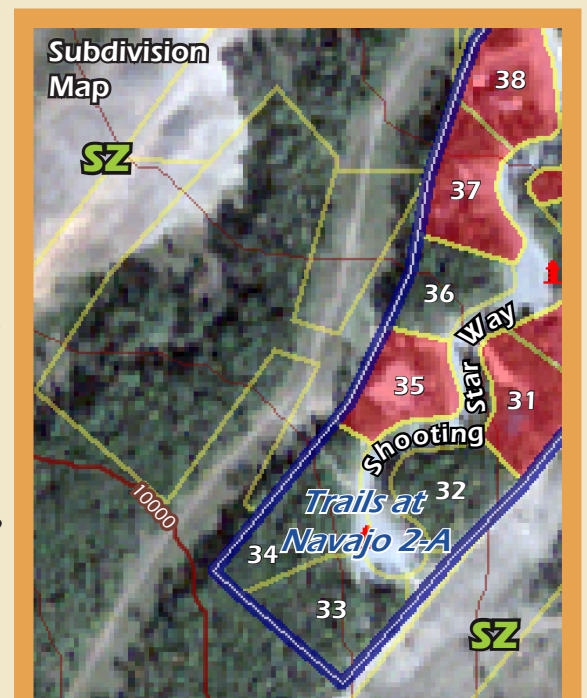 Subdivision
Map
SZ
38
37
36
Shooting Star Way
35
31
10000
32
Trails at
Navajo 2-A
34
33
SZ